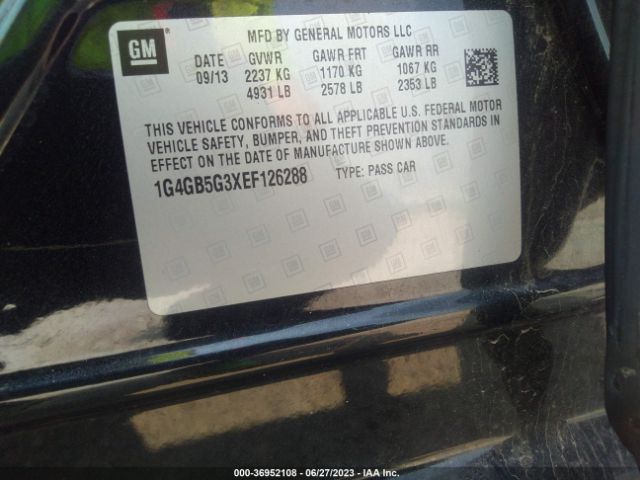 GM
MFD BY GENERAL MOTORS LLC
DATE GVWR GAWR FRT GAWR RR
09/13 2237 KG 1170 KG 1067 KG
4931 LB 2578 LB 2353 LB
THIS VEHICLE CONFORMS TO ALL APPLICABLE U.S. FEDERAL MOTOR
VEHICLE SAFETY, BUMPER, AND THEFT PREVENTION STANDARDS IN
EFFECT ON THE DATE OF MANUFACTURE SHOWN ABOVE.
1G4GB5G3XEF126288 TYPE: PASS CAR
000-36952108 - 06/27/2023 - IAA Inc.